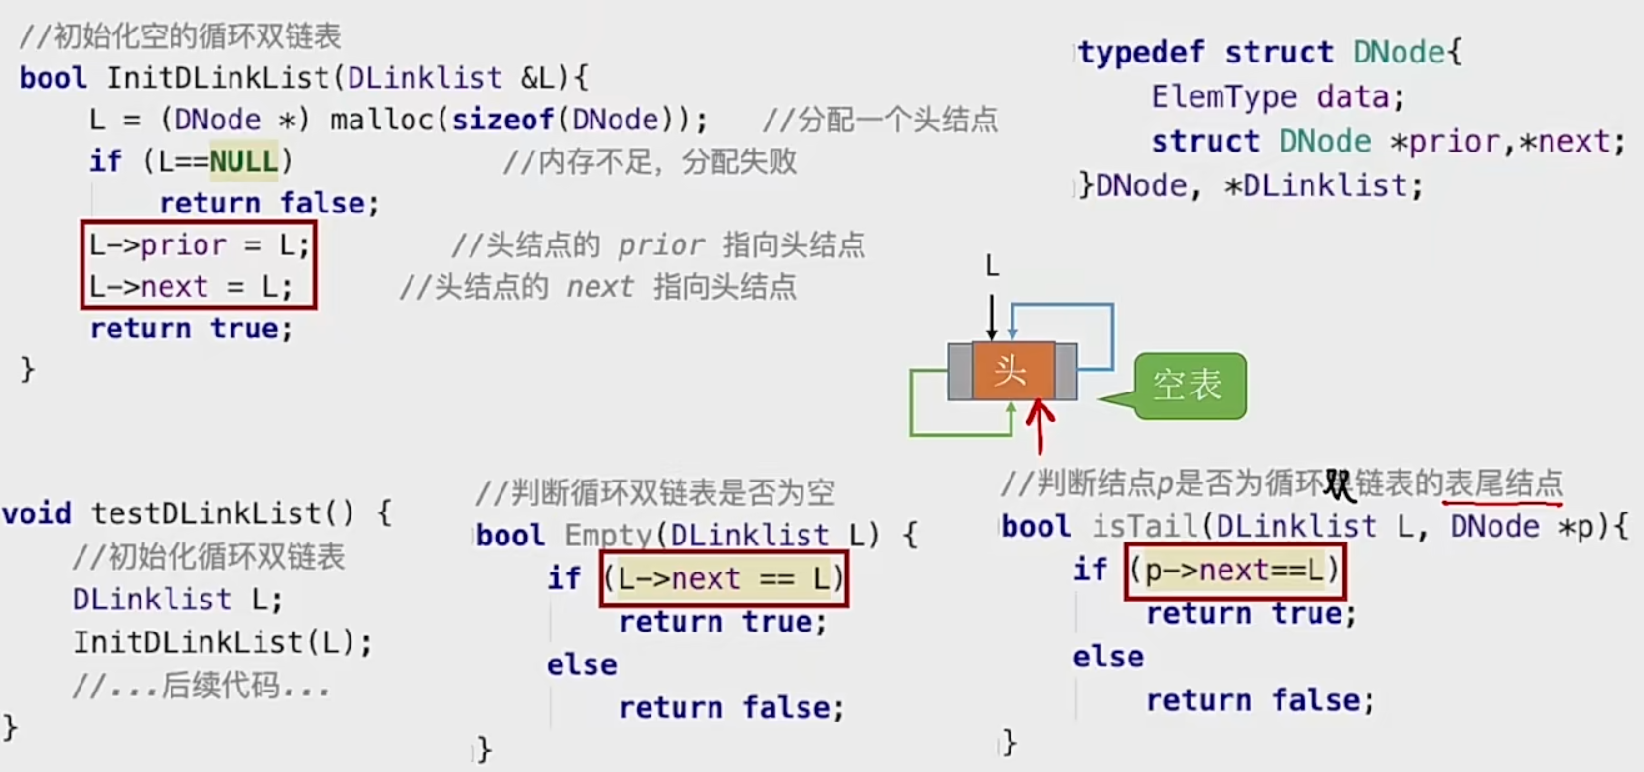 //初始化空的循环双链表
bool InitDLinkList(DLinklist &L){
L = (DNode *) malloc(sizeof(DNode)); //分配一个头结点
if (L==NULL) //内存不足，分配失败
return false;
L->prior = L; //头结点的 prior 指向头结点
L->next = L; //头结点的 next 指向头结点
return true;
}
typedef struct DNode{
ElemType data;
struct DNode *prior,*next;
}DNode, *DLinklist;
L
头
空表
void testDLinkList() {
//初始化循环双链表
DLinklist L;
InitDLinkList(L);
//...后续代码...
}
//判断循环双链表是否为空
bool Empty(DLinklist L) {
if (L->next == L)
return true;
else
return false;
}
//判断结点p是否为循环双链表的表尾结点
bool isTail(DLinklist L, DNode *p){
if (p->next==L)
return true;
else
return false;
}